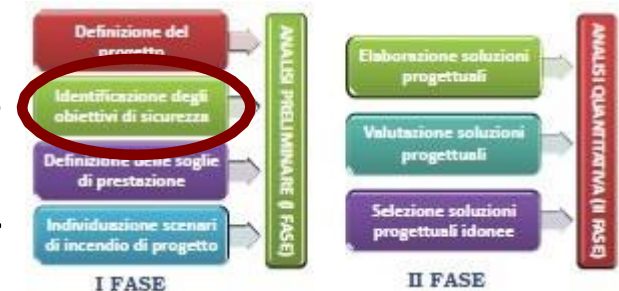 Definizione del
progetto
Identificazione degli
obiettivi di sicurezza
Definizione delle soglie
di prestazione
Individuazione scenari
di incendio di progetto
ANALISI PRELIMINARE (I FASE)
I FASE
Elaborazione soluzioni
progettuali
Valutazione soluzioni
progettuali
Selezione soluzioni
progettuali idonee
ANALISI QUANTITATIVA (II FASE)
II FASE